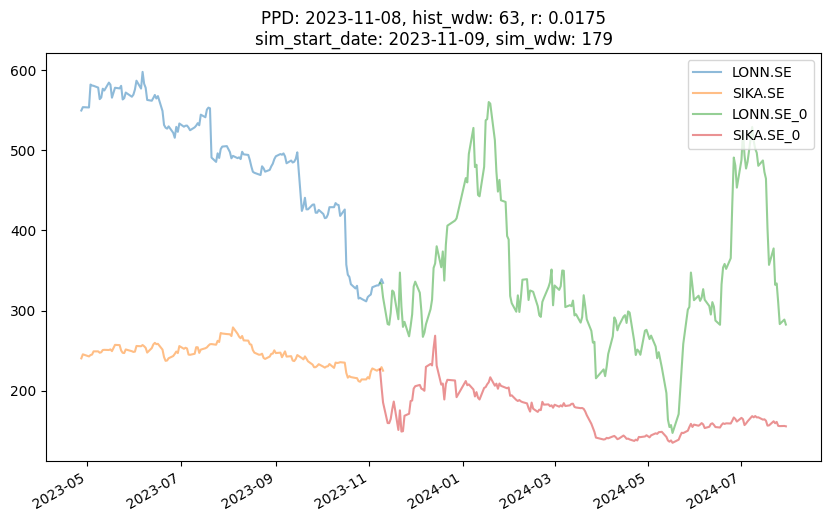 PPD: 2023-11-08, hist_wdw: 63, r: 0.0175
sim_start_date: 2023-11-09, sim_wdw: 179
600
500
400
300
200
LONN.SE
SIKA.SE
LONN.SE_0
SIKA.SE_0
2023-05
2023-07
2023-09
2023-11
2024-01
2024-03
2024-05
2024-07